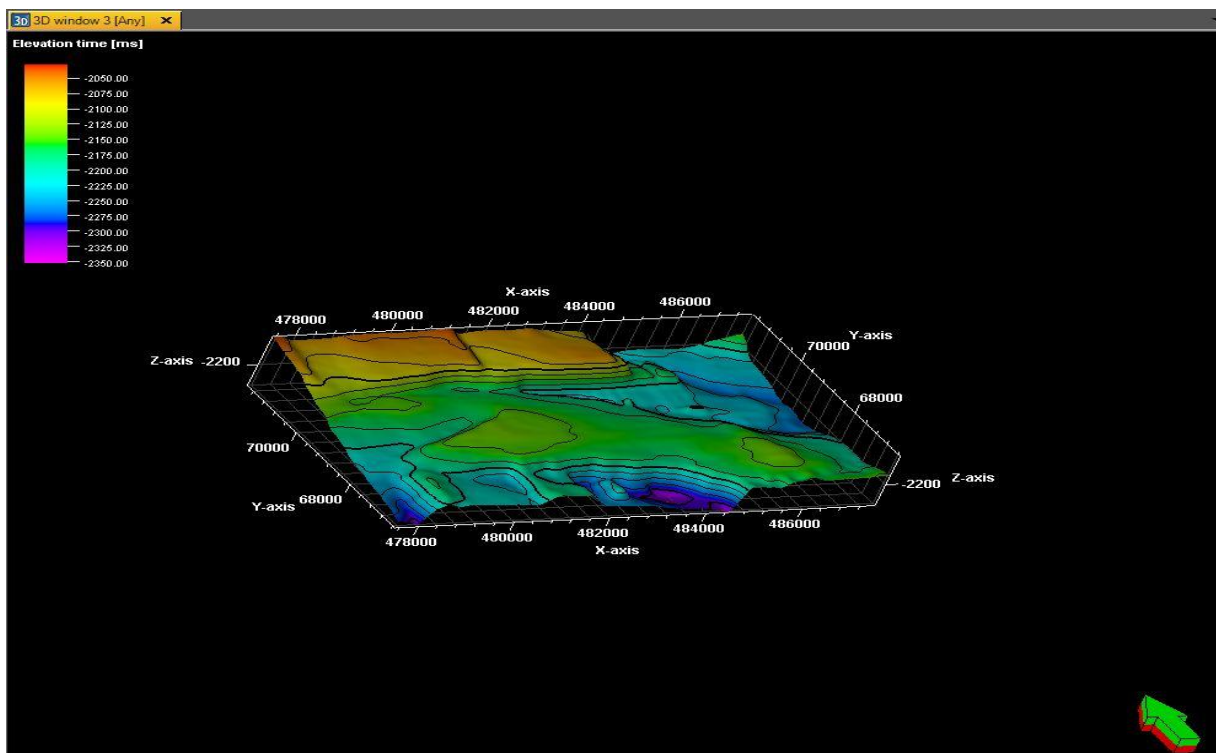 3D 3D window 3 [Any] ×
Elevation time [ms]
-2050.00
-2075.00
-2100.00
-2125.00
-2150.00
-2175.00
-2200.00
-2225.00
-2250.00
-2275.00
-2300.00
-2325.00
-2350.00
X-axis
478000 480000 482000 484000 486000
Y-axis
70000
68000
Z-axis -2200
70000
68000
Y-axis
-2200 Z-axis
478000 480000 482000 484000 486000
X-axis